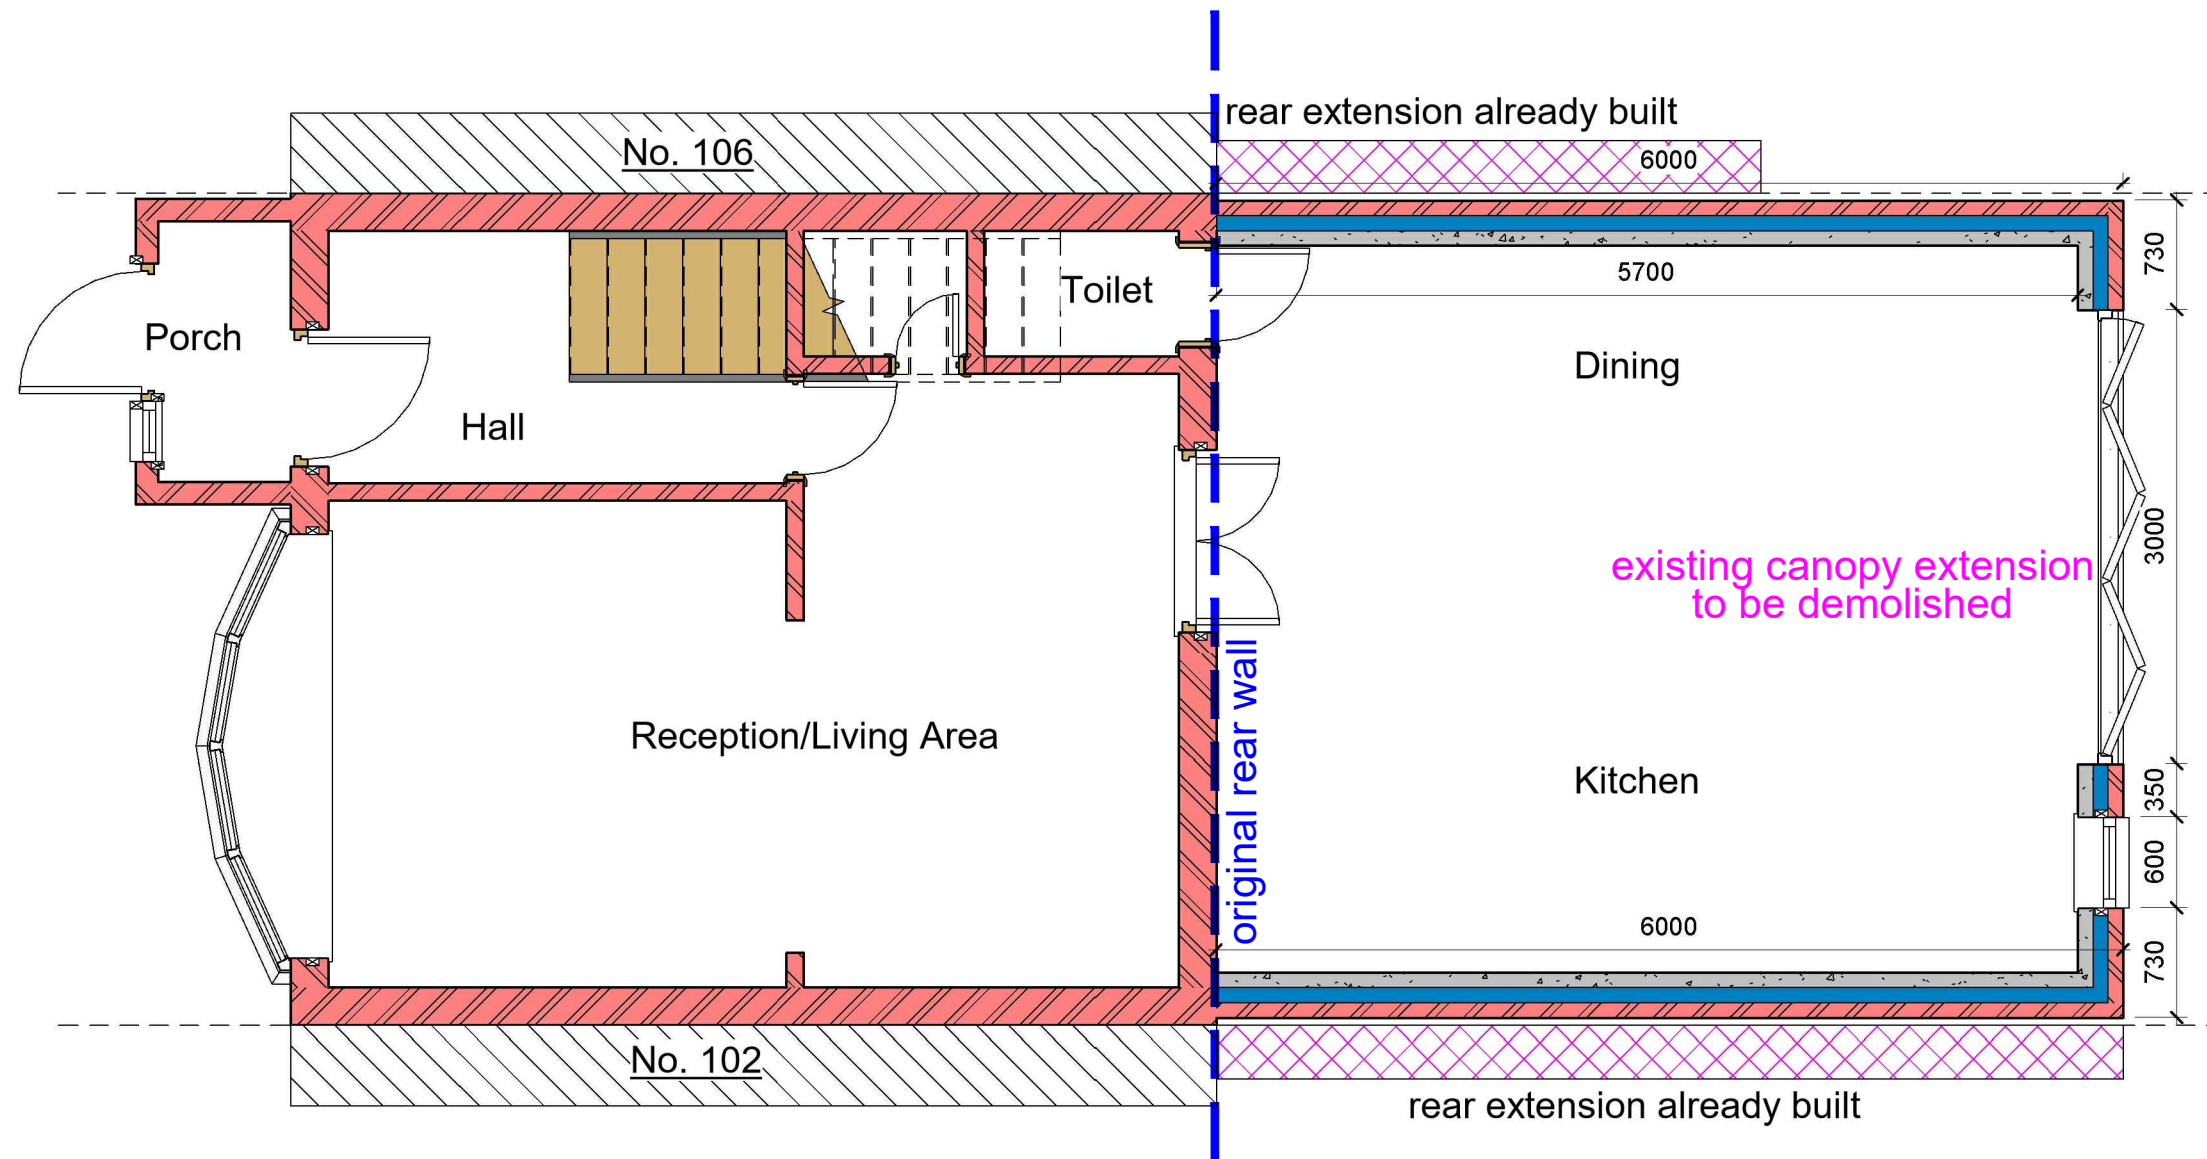 rear extension already built
No. 106
6000
730
5700
Toilet
Porch
Dining
Hall
3000
existing canopy extension
to be demolished
original rear wall
Reception/Living Area
Kitchen
350
600
6000
730
No. 102
rear extension already built